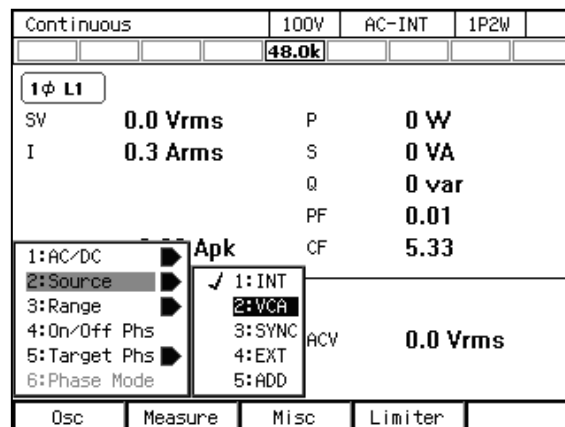 Continuous 100V AC-INT 1P2W
48.0k
1ϕ L1
SV 0.0 Vrms P 0 W
I 0.3 Arms S 0 VA
Q 0 var
PF 0.01
Apk CF 5.33
1:AC/DC
2:Source ✓ 1:INT
3:Range 2:VCA
4:On/Off Phs 3:SYNC ACV 0.0 Vrms
5:Target Phs 4:EXT
6:Phase Mode 5:ADD
Osc Measure Misc Limiter